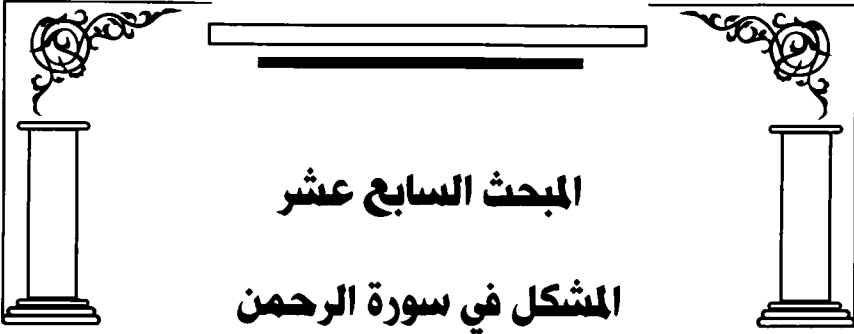 المبحث السابع عشر
المشكل في سورة الرحمن